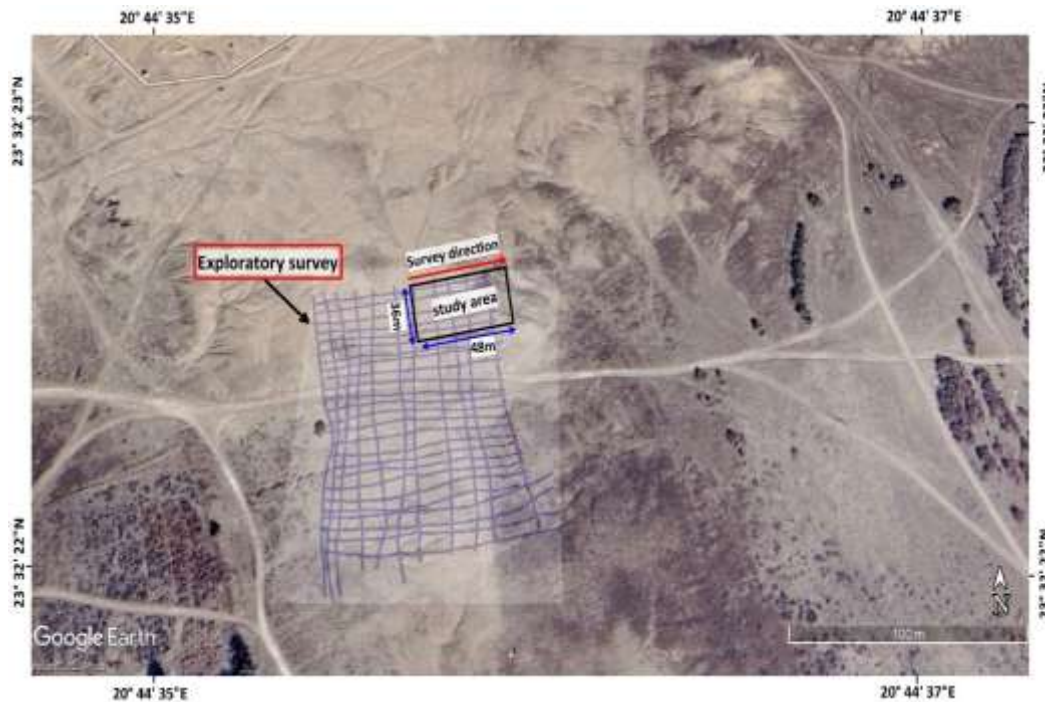 20° 44' 35"E
20° 44' 37"E
23° 32' 23"N
Survey direction
Exploratory survey
study area
36m
48m
23° 32' 22"N
N
Google Earth
100 m
20° 44' 35"E
20° 44' 37"E